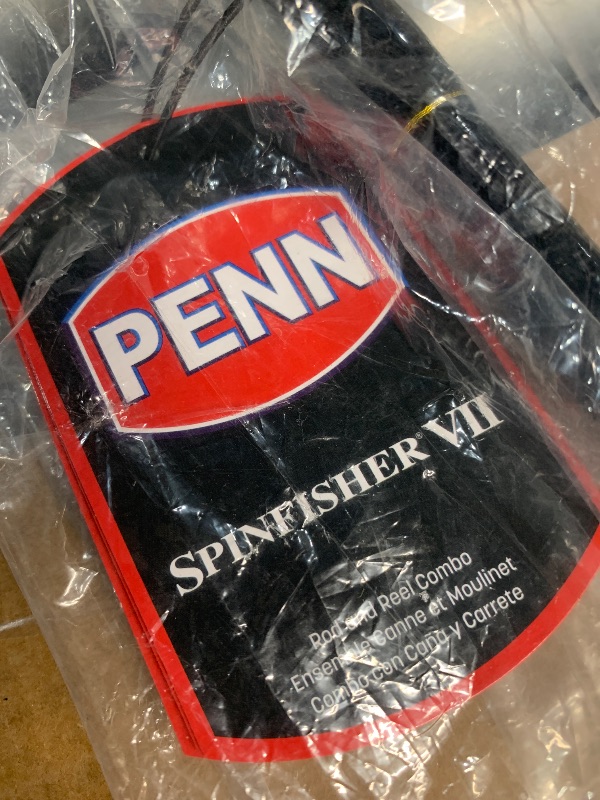 PENN
SPINFISHER® VII
Rod and Reel Combo
Ensemble Canne et Moulinet
Combo con Caña y Carrete